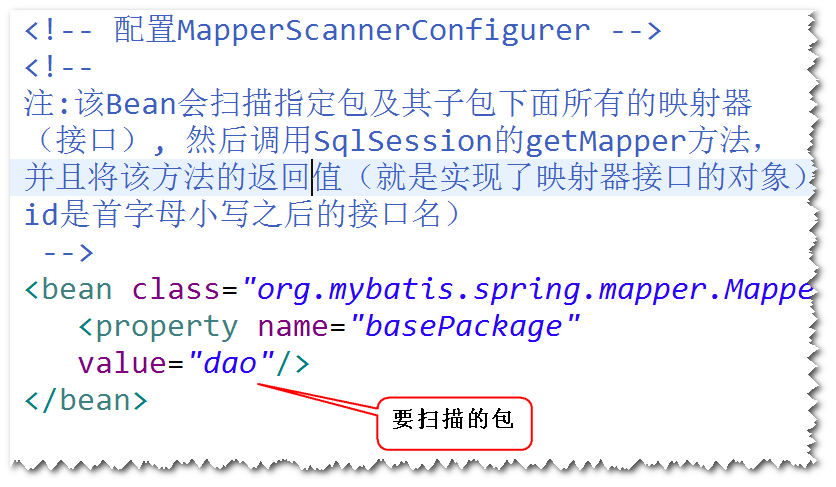 <!-- 配置MapperScannerConfigurer -->
<!--
注:该Bean会扫描指定包及其子包下面所有的映射器
（接口）, 然后调用SqlSession的getMapper方法，
并且将该方法的返回值（就是实现了映射器接口的对象）
id是首字母小写之后的接口名）
-->
<bean class="org.mybatis.spring.mapper.Mappe
<property name="basePackage"
value="dao"/>
</bean>
要扫描的包